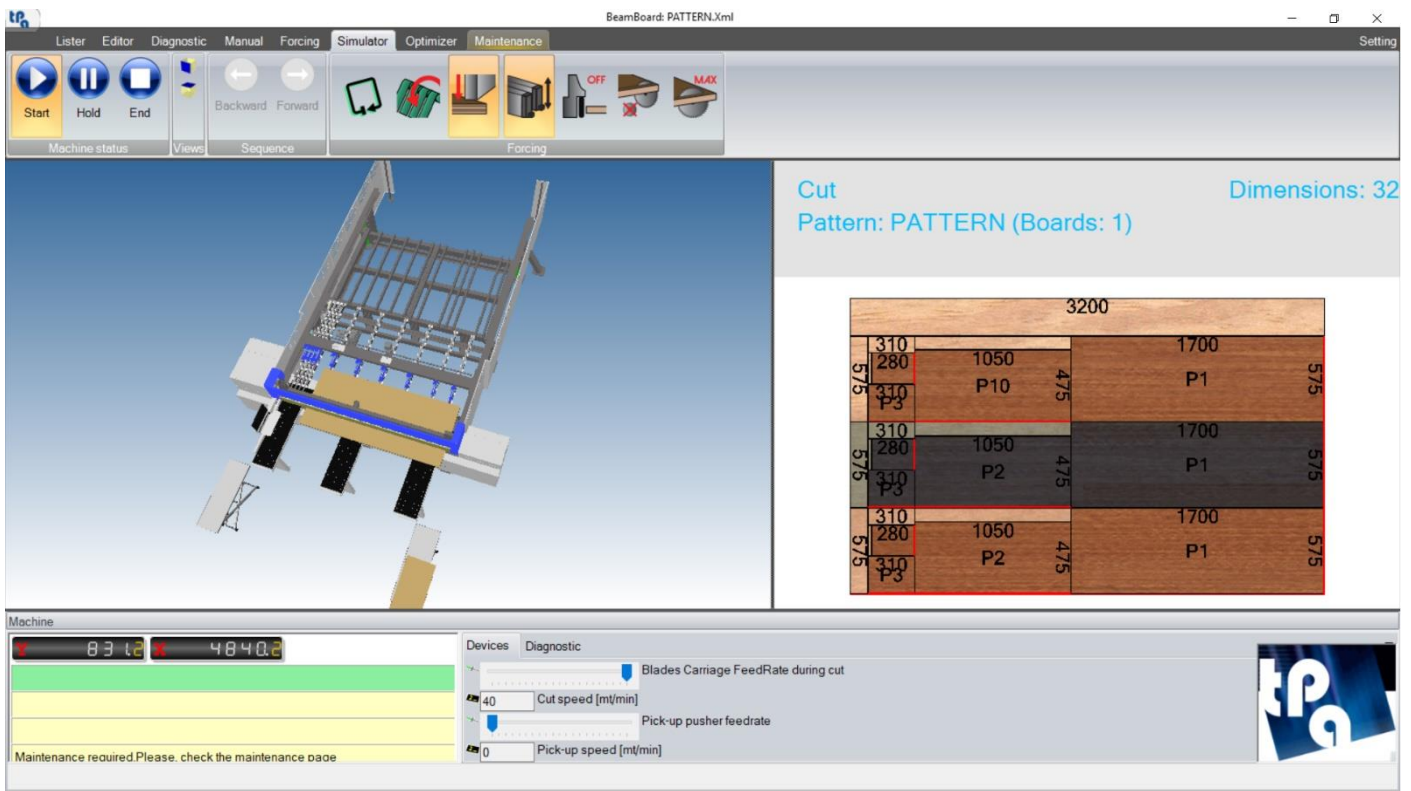 tpa
BeamBoard: PATTERN.Xml
Lister Editor Diagnostic Manual Forcing Simulator Optimizer Maintenance Setting
OFF MAX
Start Hold End Backward Forward
Machine status Views Sequence Forcing
Cut Dimensions: 32
Pattern: PATTERN (Boards: 1)
3200
310 1700
280 1050
575 475 575
P10 P1
310
P3
310 1700
280 1050
575 475 575
P2 P1
310
P3
310 1700
280 1050
575 475 575
P2 P1
310
P3
Machine
Y 831.2 X 4840.2
Devices Diagnostic
Blades Carriage FeedRate during cut
40 Cut speed [mt/min]
Pick-up pusher feedrate
0 Pick-up speed [mt/min]
Maintenance required.Please, check the maintenance page
tpa